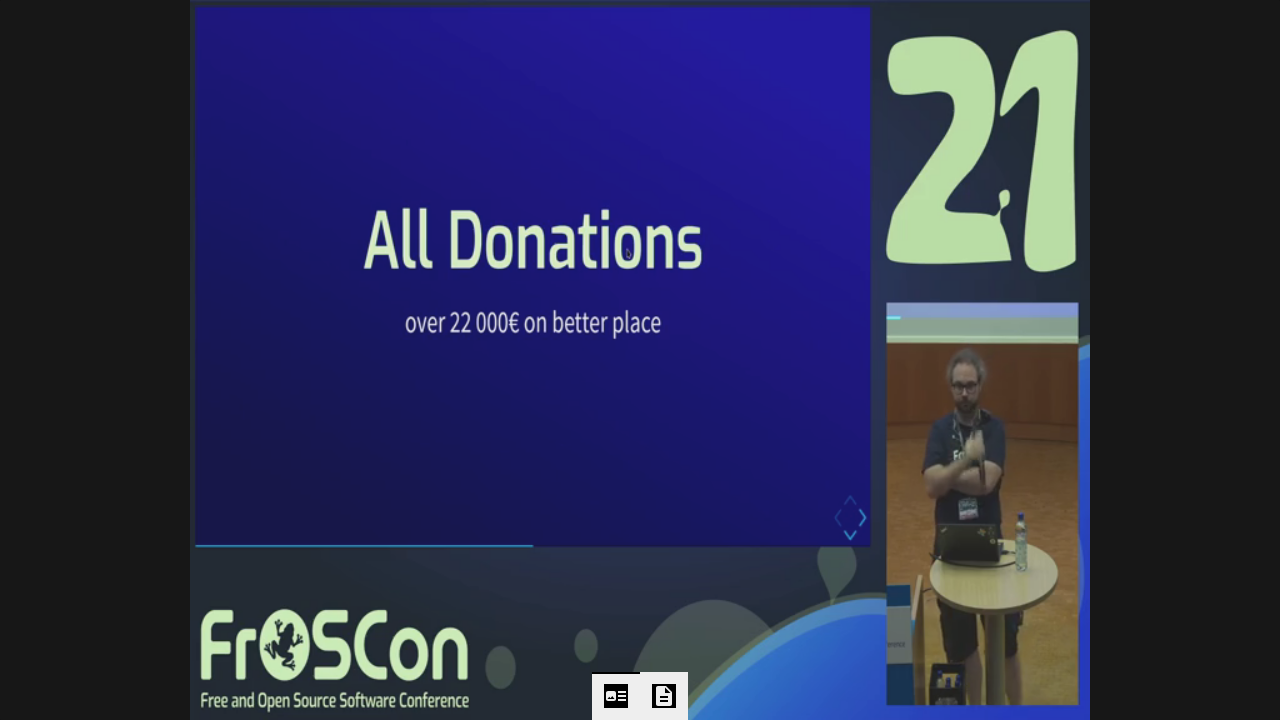 All Donations
over 22 000€ on better place
21
FrOSCon
Free and Open Source Software Conference